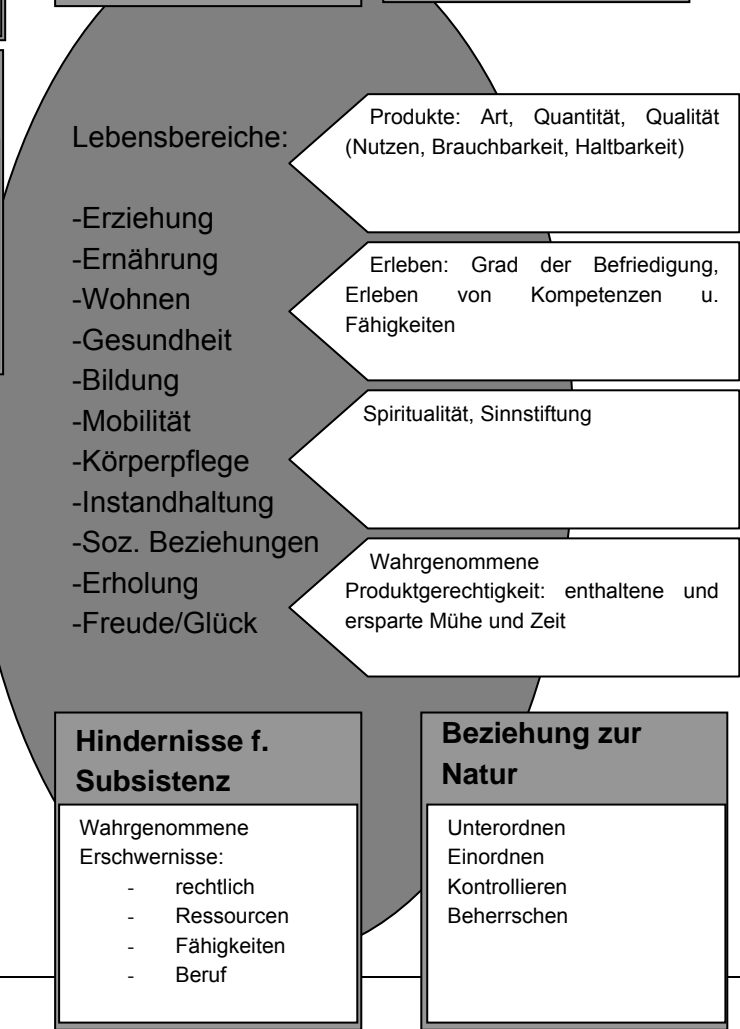 Lebensbereiche:
-Erziehung
-Ernährung
-Wohnen
-Gesundheit
-Bildung
-Mobilität
-Körperpflege
-Instandhaltung
-Soz. Beziehungen
-Erholung
-Freude/Glück
Produkte: Art, Quantität, Qualität
(Nutzen, Brauchbarkeit, Haltbarkeit)
Erleben: Grad der Befriedigung,
Erleben von Kompetenzen u.
Fähigkeiten
Spiritualität, Sinnstiftung
Wahrgenommene
Produktgerechtigkeit: enthaltene und
ersparte Mühe und Zeit
Hindernisse f.
Subsistenz
Wahrgenommene
Erschwernisse:
- rechtlich
- Ressourcen
- Fähigkeiten
- Beruf
Beziehung zur
Natur
Unterordnen
Einordnen
Kontrollieren
Beherrschen